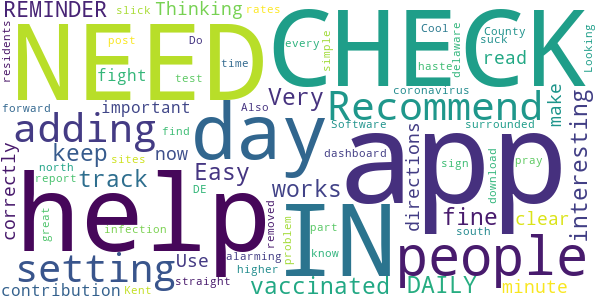 REMINDER slick Thinking rates
NEED CHECK
residents post Do every simple Cool County delaware Looking
fight test time suck read haste
forward important Very coronavirus make
adding day Recommend
Also Software surrounded
correctly find keep now dashboard directions interesting
north sites Easy app sign download pray
report track DE works
help IN fine clear
great infection Use removed problem part know south
setting alarming higher people
contribution Kent straight vaccinated DAILY minute